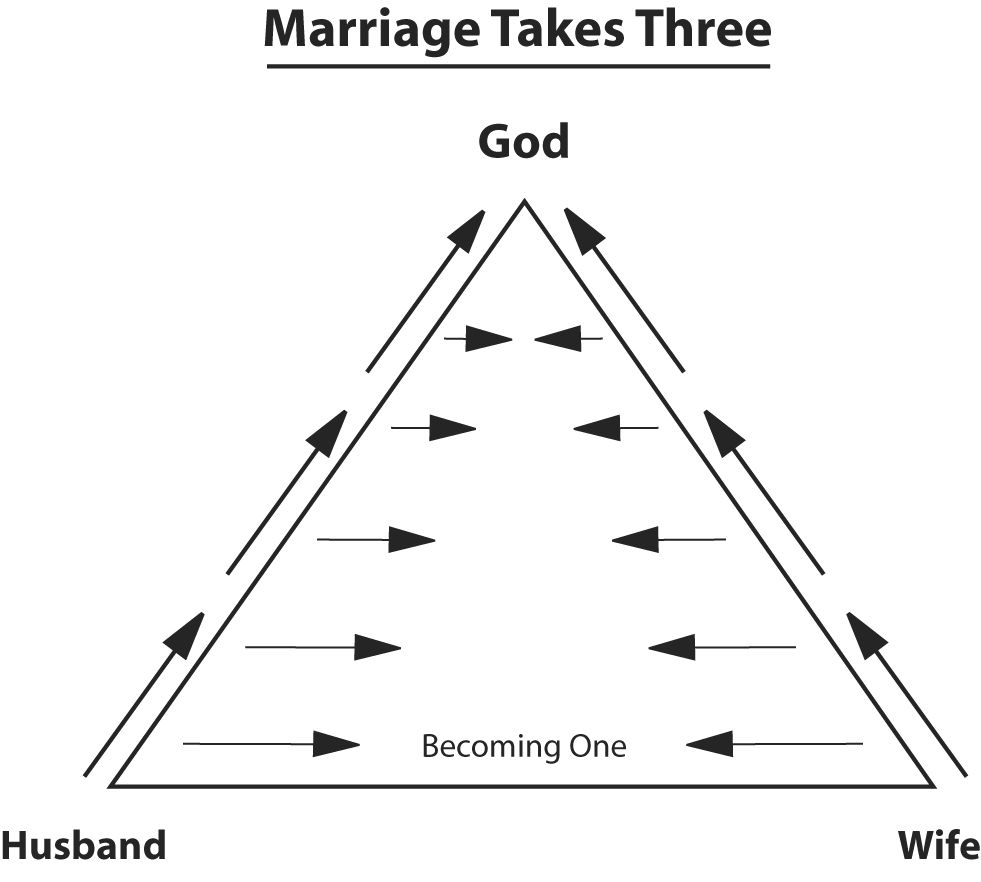 Marriage Takes Three
God
Becoming One
Husband
Wife